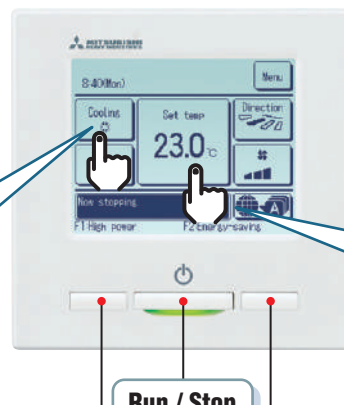 MITSUBISHI
8:40(Mon)
Menu
Cooling
Set temp
Direction
23.0℃
Now stopping
A
F1:High power
F2:Energy-saving
Run / Stop